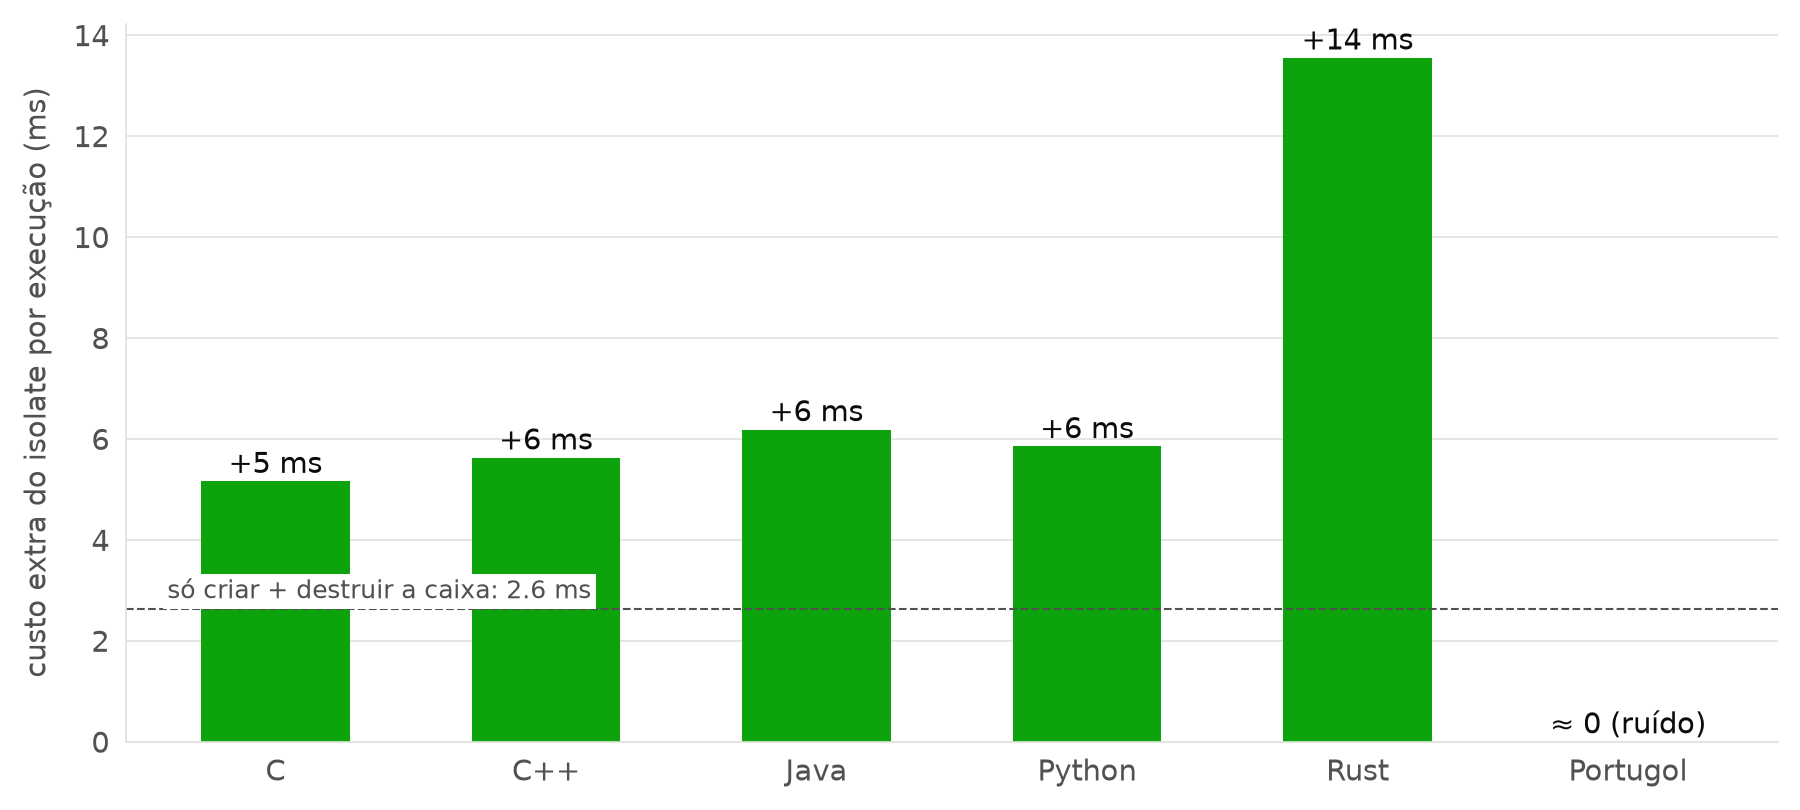 custo extra do isolate por execução (ms)
14
12
10
8
6
4
2
0
+5 ms
+6 ms
+6 ms
+6 ms
+14 ms
≈ 0 (ruído)
só criar + destruir a caixa: 2.6 ms
C
C++
Java
Python
Rust
Portugol